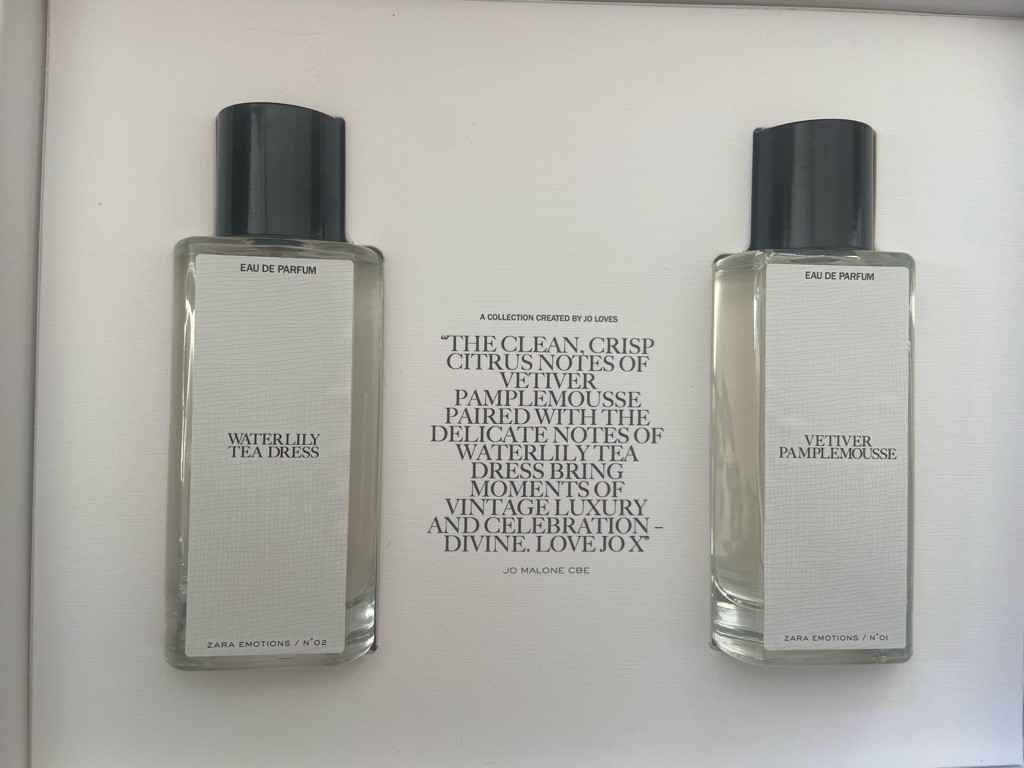 EAU DE PARFUM
WATERLILY
TEA DRESS
ZARA EMOTIONS / N°02
A COLLECTION CREATED BY JO LOVES
“THE CLEAN, CRISP
CITRUS NOTES OF
VETIVER
PAMPLEMOUSSE
PAIRED WITH THE
DELICATE NOTES OF
WATERLILY TEA
DRESS BRING
MOMENTS OF
VINTAGE LUXURY
AND CELEBRATION –
DIVINE. LOVE JO X”
JO MALONE CBE
EAU DE PARFUM
VETIVER
PAMPLEMOUSSE
ZARA EMOTIONS / N°01